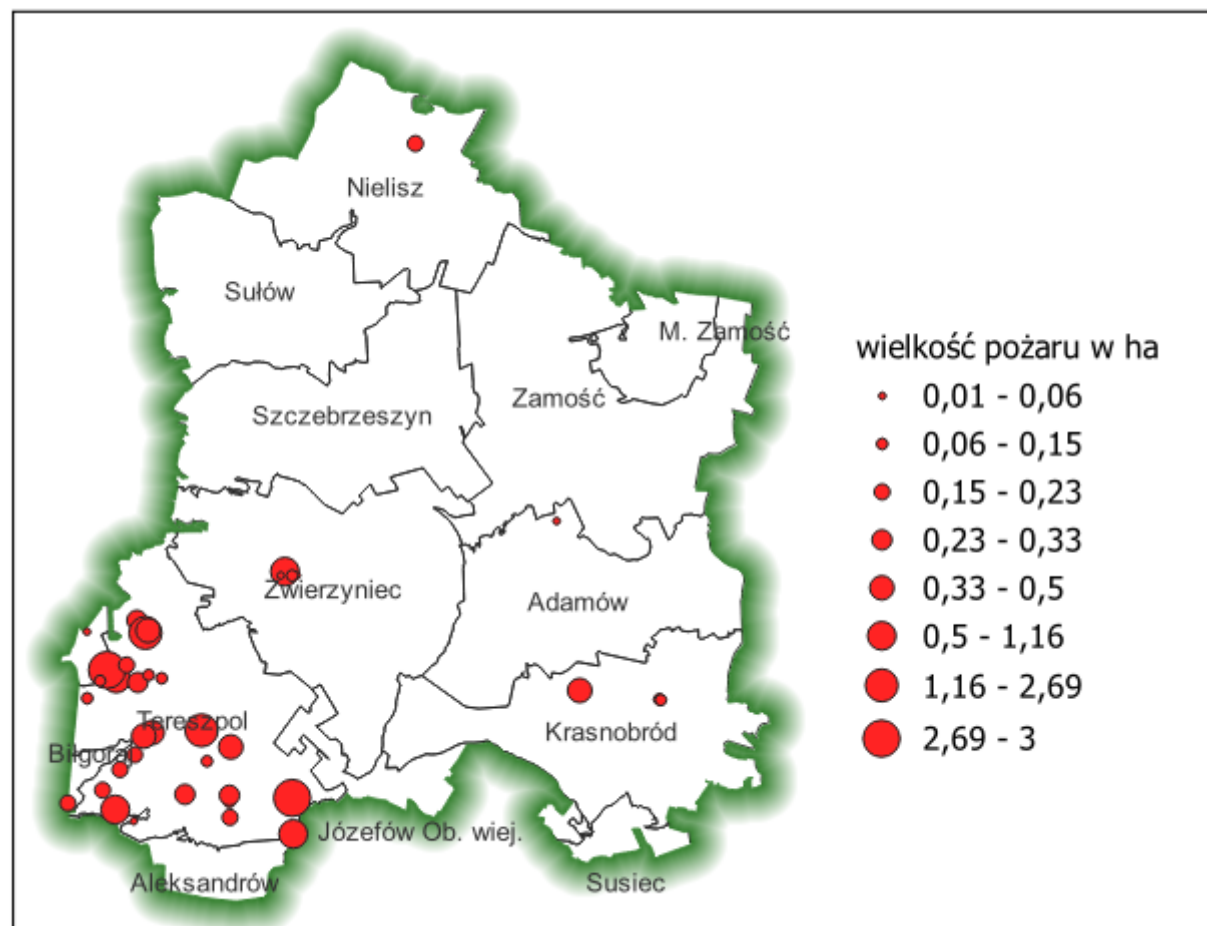 Nielisz
Sułów
M. Zamość
Zamość
Szczebrzeszyn
Zwierzyniec
Adamów
Tereszpol
Krasnobród
Biłgoraj
Józefów Ob. wiej.
Aleksandrów
Susiec
wielkość pożaru w ha
0,01 - 0,06
0,06 - 0,15
0,15 - 0,23
0,23 - 0,33
0,33 - 0,5
0,5 - 1,16
1,16 - 2,69
2,69 - 3